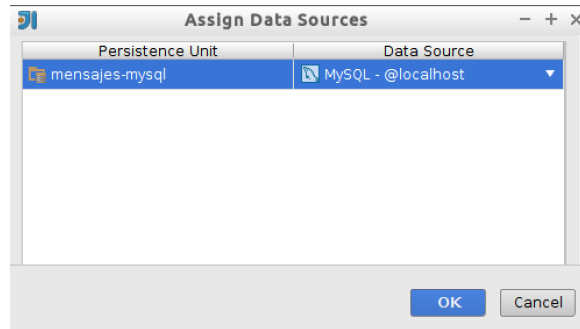 Assign Data Sources
Persistence Unit Data Source
mensajes-mysql MySQL - @localhost
OK Cancel